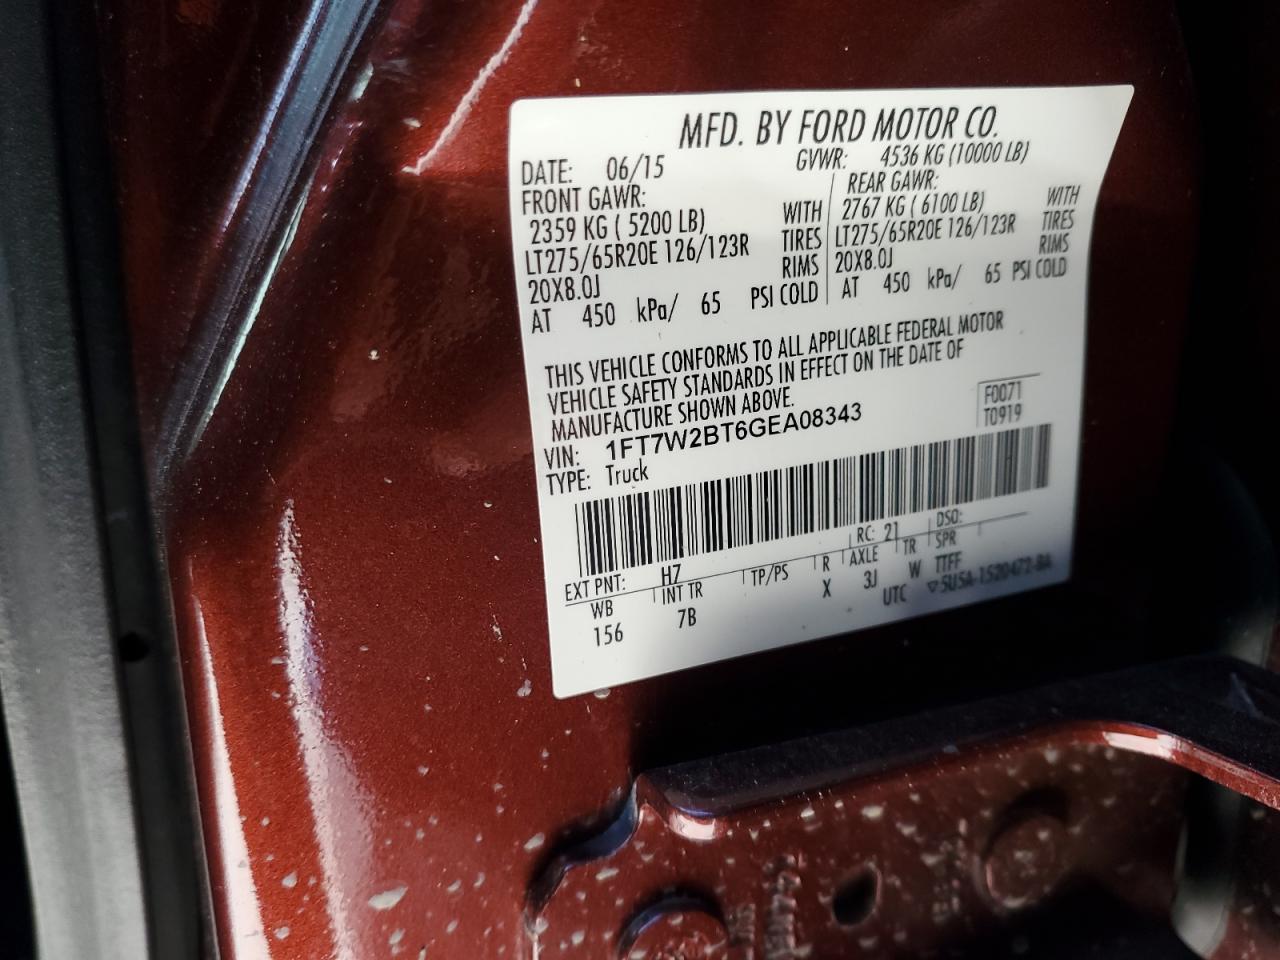 MFD. BY FORD MOTOR CO.
DATE: 06/15 GVWR: 4536 KG (10000 LB)
FRONT GAWR: REAR GAWR:
2359 KG ( 5200 LB) WITH 2767 KG ( 6100 LB) WITH
LT275/65R20E 126/123R TIRES LT275/65R20E 126/123R TIRES
20X8.0J RIMS 20X8.0J RIMS
AT 450 kPa/ 65 PSI COLD AT 450 kPa/ 65 PSI COLD
THIS VEHICLE CONFORMS TO ALL APPLICABLE FEDERAL MOTOR
VEHICLE SAFETY STANDARDS IN EFFECT ON THE DATE OF
MANUFACTURE SHOWN ABOVE.
VIN: 1FT7W2BT6GEA08343 F0071
TYPE: Truck T0919
EXT PNT: H7 RC: 21 DSO:
WB INT TR TP/PS R AXLE TR SPR
156 7B X 3J W TTFF
UTC ▽5U5A-1520472-BA